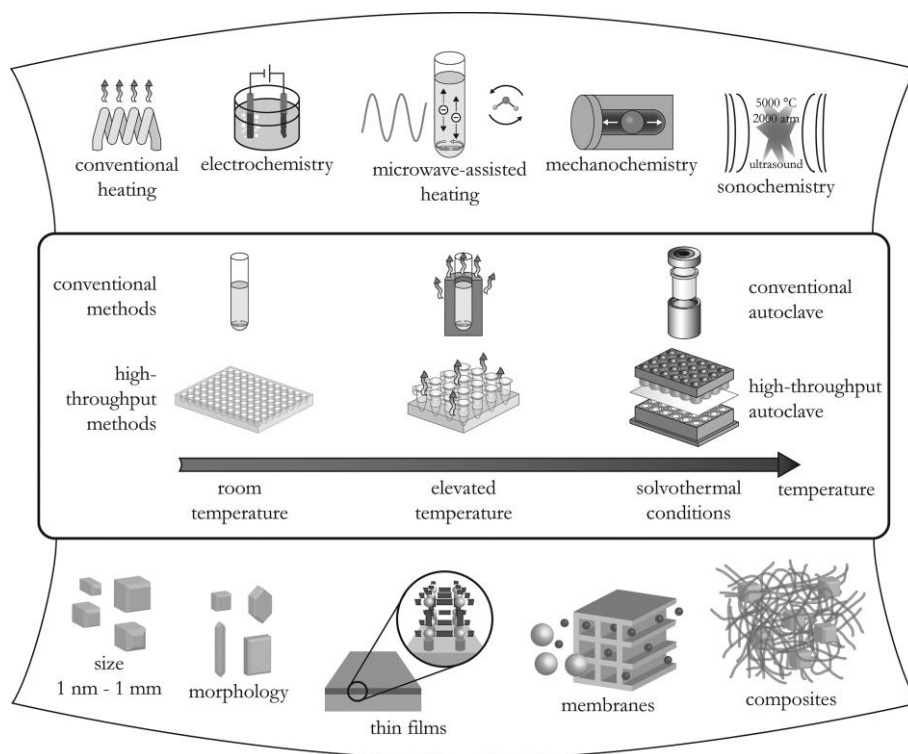 conventional
heating
electrochemistry
microwave-assisted
heating
mechanochemistry
5000 °C
2000 atm
ultrasound
sonochemistry
conventional
methods
conventional
autoclave
high-
throughput
methods
high-throughput
autoclave
room
temperature
elevated
temperature
solvothermal
conditions
temperature
size
1 nm - 1 mm
morphology
thin films
membranes
composites